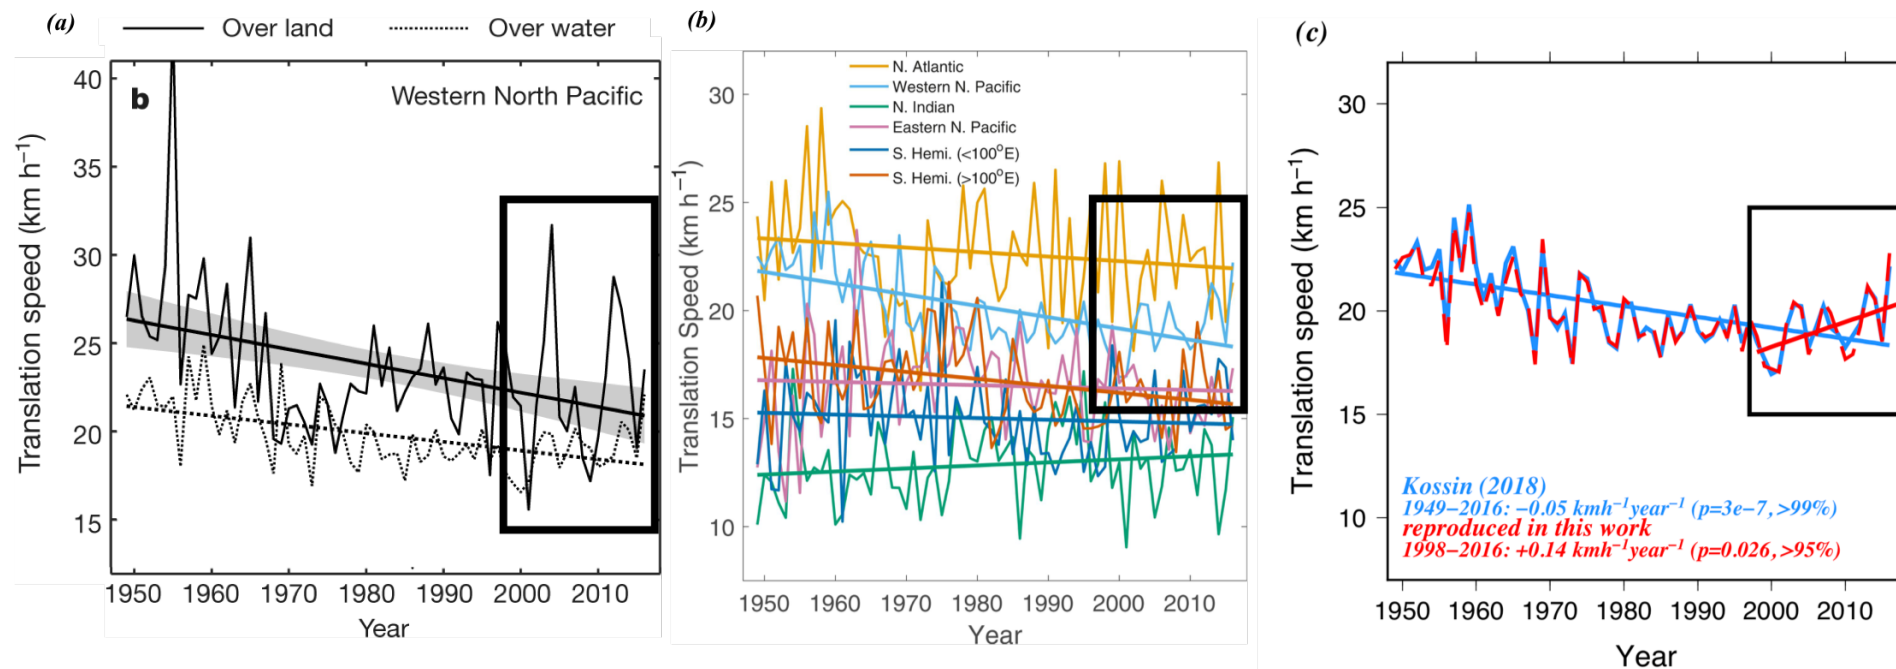 (a)
Over land
Over water
b
Western North Pacific
40
35
30
25
20
15
Translation speed (km h⁻¹)
1950 1960 1970 1980 1990 2000 2010
Year
(b)
N. Atlantic
Western N. Pacific
N. Indian
Eastern N. Pacific
S. Hemi. (<100°E)
S. Hemi. (>100°E)
30
25
20
15
10
Translation Speed (km h⁻¹)
1950 1960 1970 1980 1990 2000 2010
Year
(c)
30
25
20
15
10
Translation speed (km h⁻¹)
Kossin (2018)
1949−2016: −0.05 kmh⁻¹year⁻¹ (p=3e−7, >99%)
reproduced in this work
1998−2016: +0.14 kmh⁻¹year⁻¹ (p=0.026, >95%)
1950 1960 1970 1980 1990 2000 2010
Year